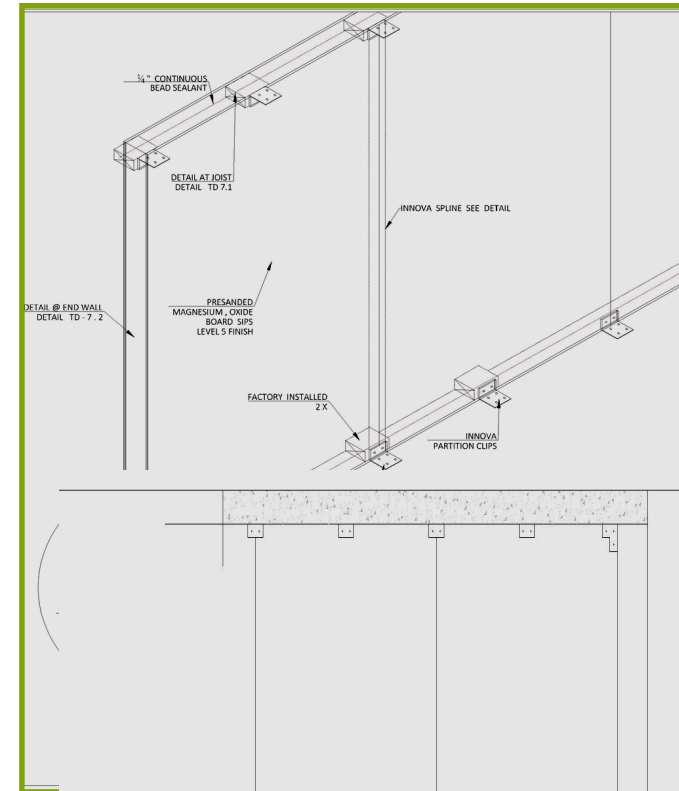 ¼" CONTINUOUS
BEAD SEALANT
DETAIL AT JOIST
DETAIL TD 7.1
INNOVA SPLINE SEE DETAIL
PRESANDED
MAGNESIUM , OXIDE
BOARD SIPS
LEVEL 5 FINISH
DETAIL @ END WALL
DETAIL TD - 7 . 2
FACTORY INSTALLED
2 X
INNOVA
PARTITION CLIPS